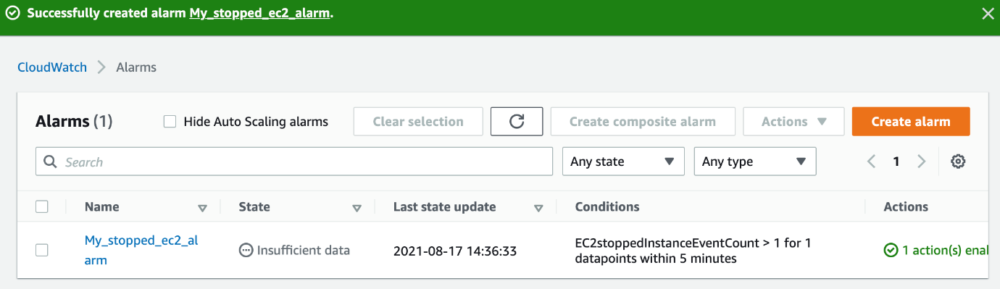 Successfully created alarm My_stopped_ec2_alarm.
CloudWatch Alarms
Alarms (1) Hide Auto Scaling alarms Clear selection Create composite alarm Actions Create alarm
Search Any state Any type 1
Name State Last state update Conditions Actions
My_stopped_ec2_al
arm
Insufficient data
2021-08-17 14:36:33
EC2stoppedInstanceEventCount > 1 for 1
datapoints within 5 minutes
1 action(s) enal